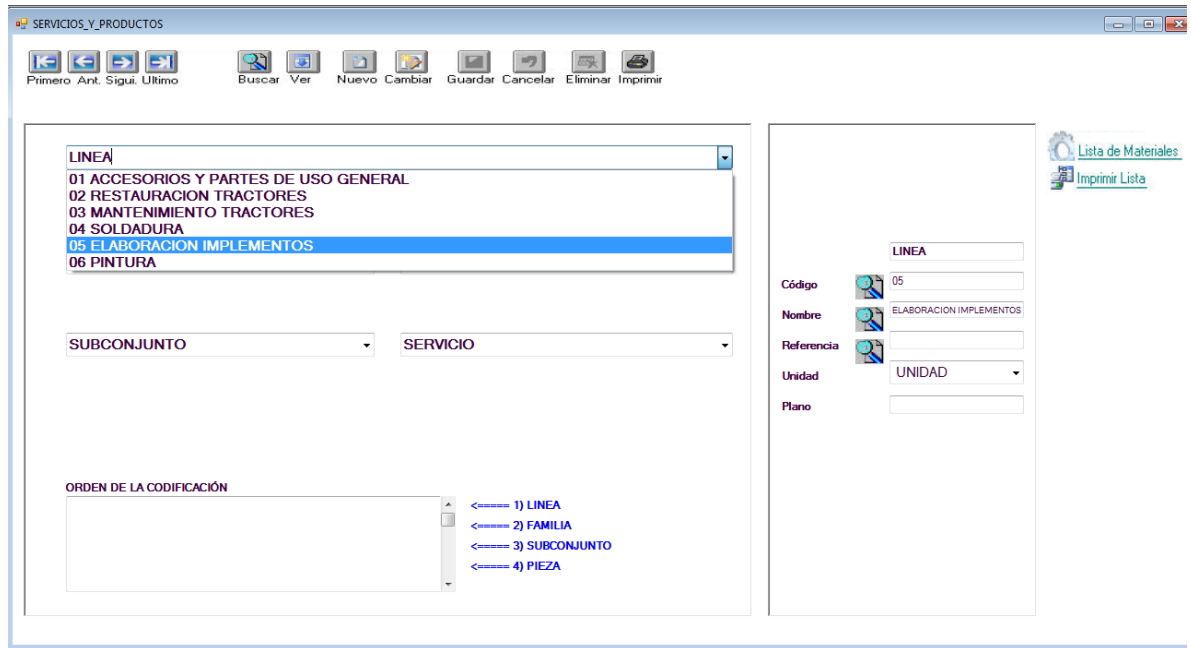 SERVICIOS_Y_PRODUCTOS
Primero Ant. Sigui. Ultimo Buscar Ver Nuevo Cambiar Guardar Cancelar Eliminar Imprimir
LINEA
01 ACCESORIOS Y PARTES DE USO GENERAL
02 RESTAURACION TRACTORES
03 MANTENIMIENTO TRACTORES
04 SOLDADURA
05 ELABORACION IMPLEMENTOS
06 PINTURA
SUBCONJUNTO SERVICIO
ORDEN DE LA CODIFICACIÓN
<===== 1) LINEA
<===== 2) FAMILIA
<===== 3) SUBCONJUNTO
<===== 4) PIEZA
LINEA
Código 05
Nombre ELABORACION IMPLEMENTOS
Referencia
Unidad UNIDAD
Plano
Lista de Materiales
Imprimir Lista